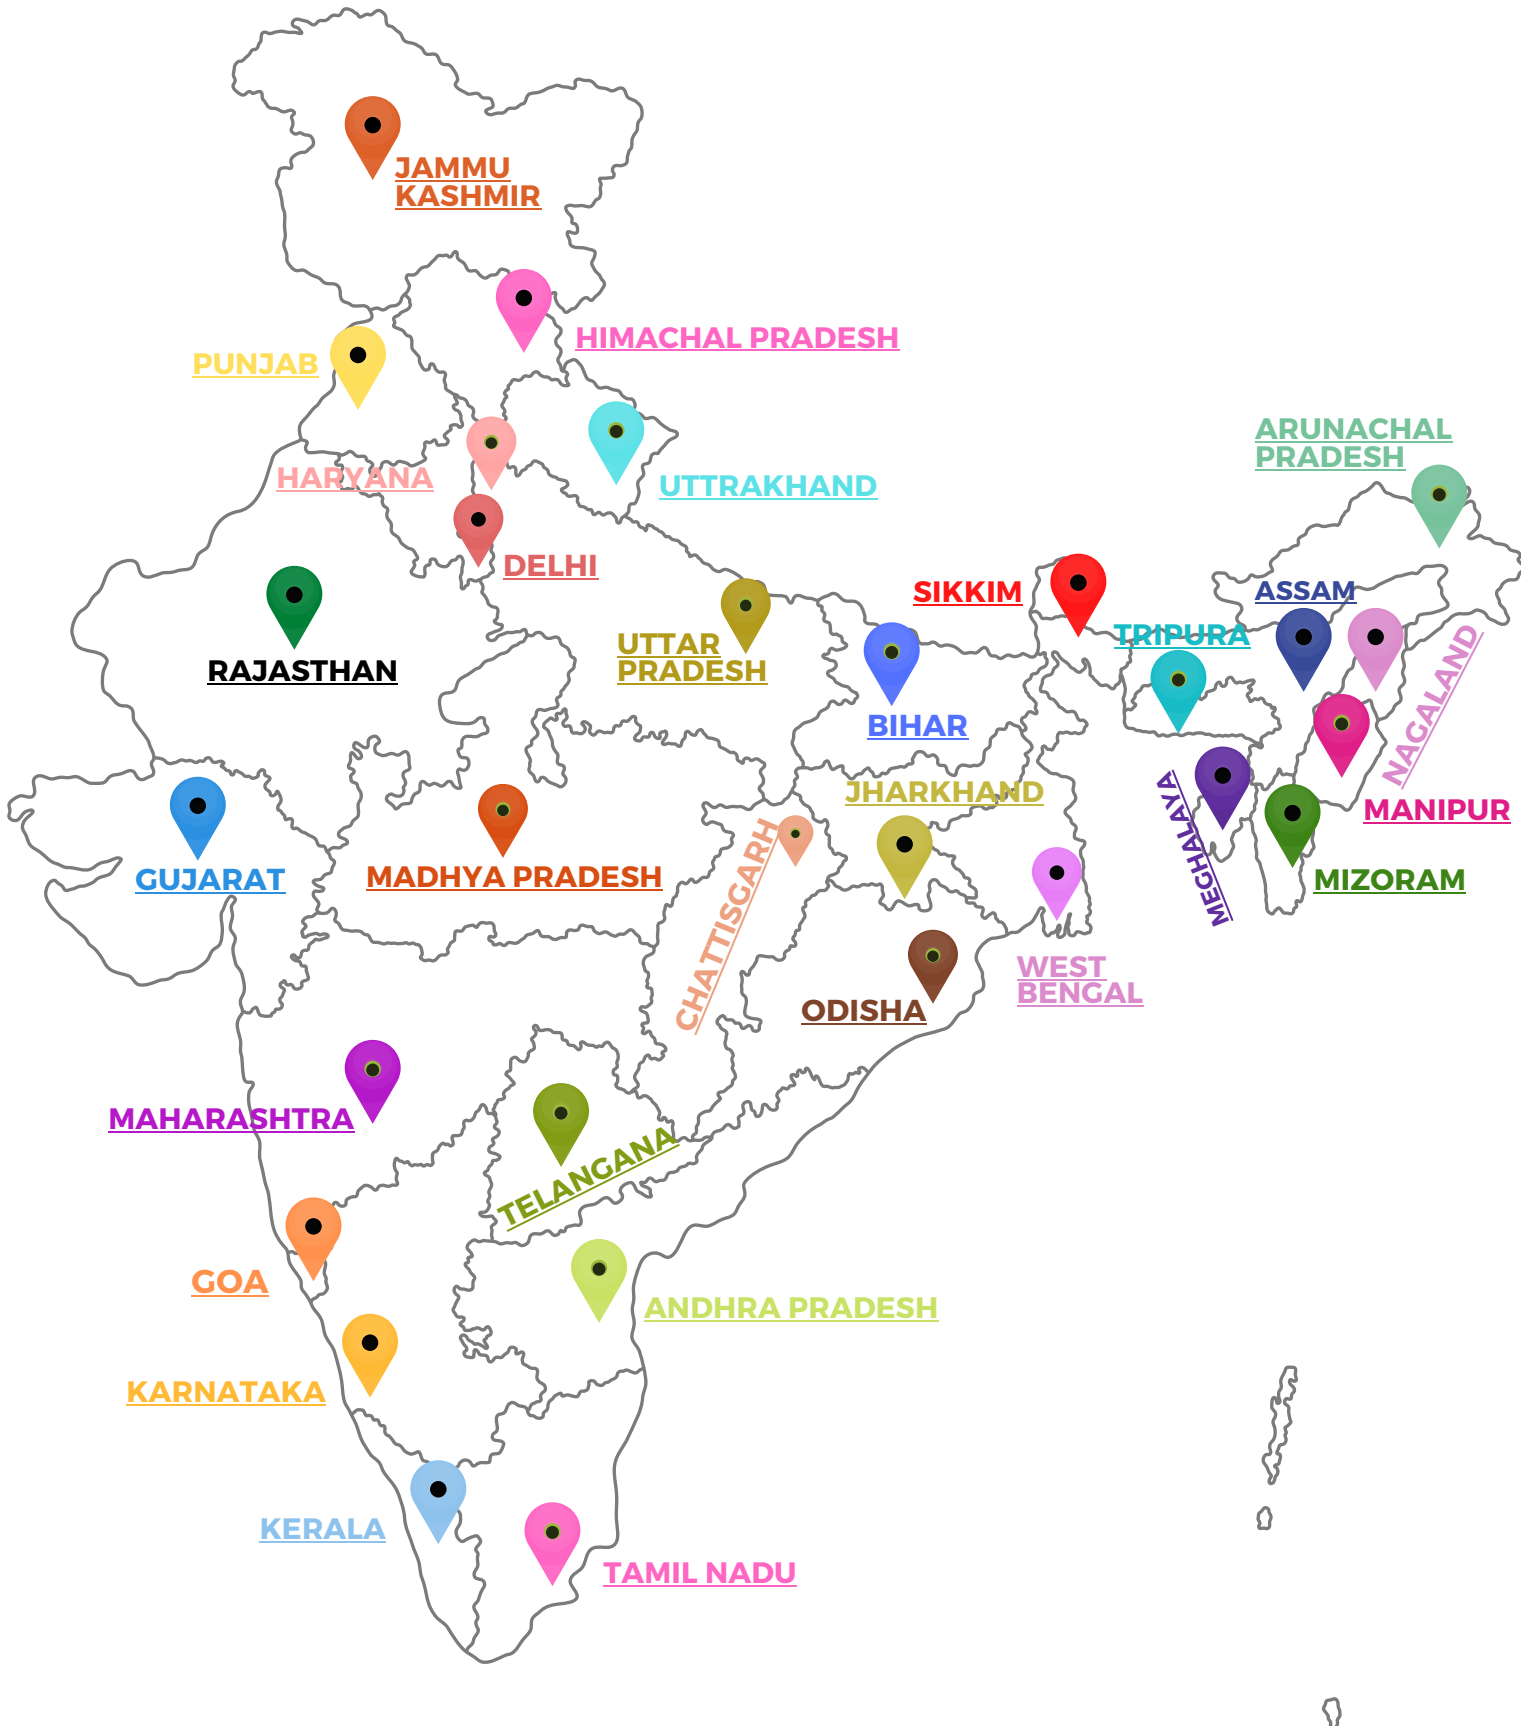 JAMMU
KASHMIR
HIMACHAL PRADESH
PUNJAB
HARYANA
UTTRAKHAND
ARUNACHAL
PRADESH
DELHI
SIKKIM
ASSAM
TRIPURA
NAGALAND
RAJASTHAN
UTTAR
PRADESH
BIHAR
JHARKHAND
MANIPUR
MEGHALAYA
GUJARAT
MADHYA PRADESH
CHATTISGARH
MIZORAM
WEST
BENGAL
ODISHA
MAHARASHTRA
TELANGANA
GOA
ANDHRA PRADESH
KARNATAKA
KERALA
TAMIL NADU